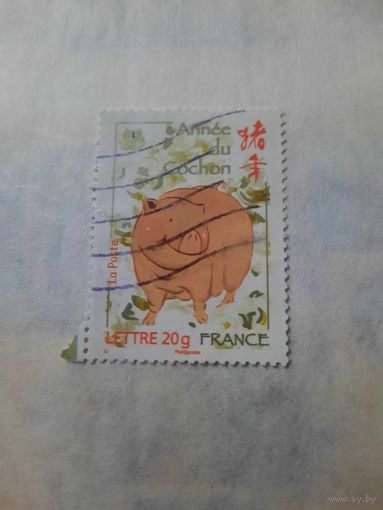 Année
du
Cochon
猪年
La Poste
LETTRE 20g FRANCE
www.ay.by